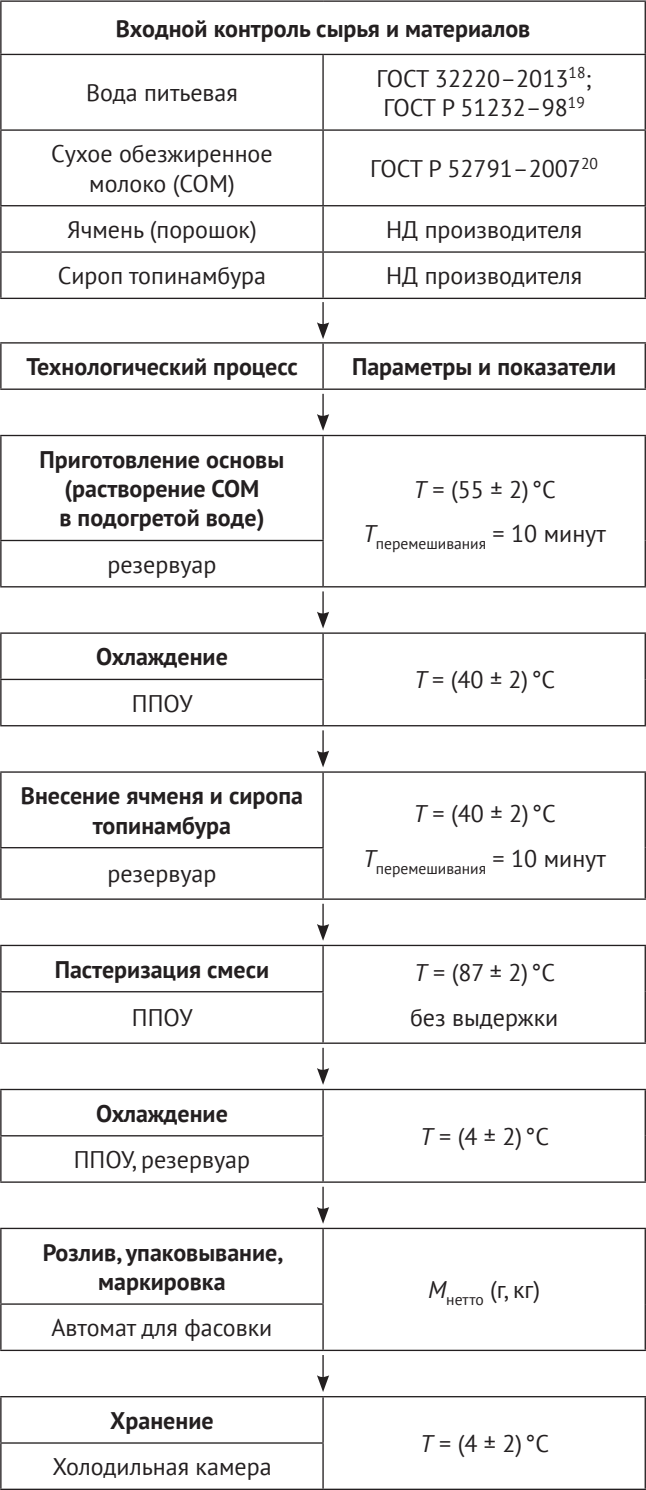 Входной контроль сырья и материалов
Вода питьевая
ГОСТ 32220–2013¹⁸;
ГОСТ Р 51232–98¹⁹
Сухое обезжиренное
молоко (СОМ)
ГОСТ Р 52791–2007²⁰
Ячмень (порошок)
НД производителя
Сироп топинамбура
НД производителя
Технологический процесс
Параметры и показатели
Приготовление основы
(растворение СОМ
в подогретой воде)
резервуар
T = (55 ± 2) °C
Tперемешивания = 10 минут
Охлаждение
ППОУ
T = (40 ± 2) °C
Внесение ячменя и сиропа
топинамбура
резервуар
T = (40 ± 2) °C
Tперемешивания = 10 минут
Пастеризация смеси
ППОУ
T = (87 ± 2) °C
без выдержки
Охлаждение
ППОУ, резервуар
T = (4 ± 2) °C
Розлив, упаковывание,
маркировка
Автомат для фасовки
Mнетто (г, кг)
Хранение
Холодильная камера
T = (4 ± 2) °C